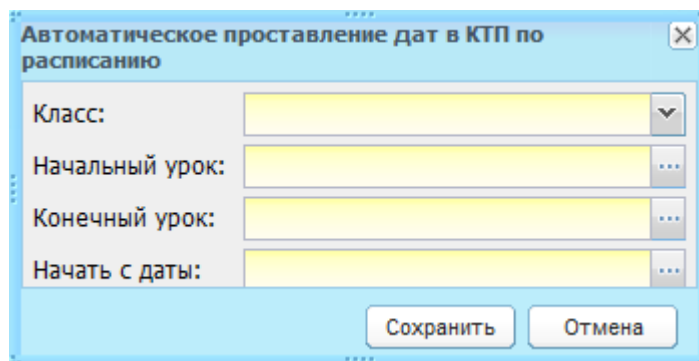 Автоматическое проставление дат в КТП по
расписанию
Класс:
Начальный урок:
Конечный урок:
Начать с даты:
Сохранить Отмена